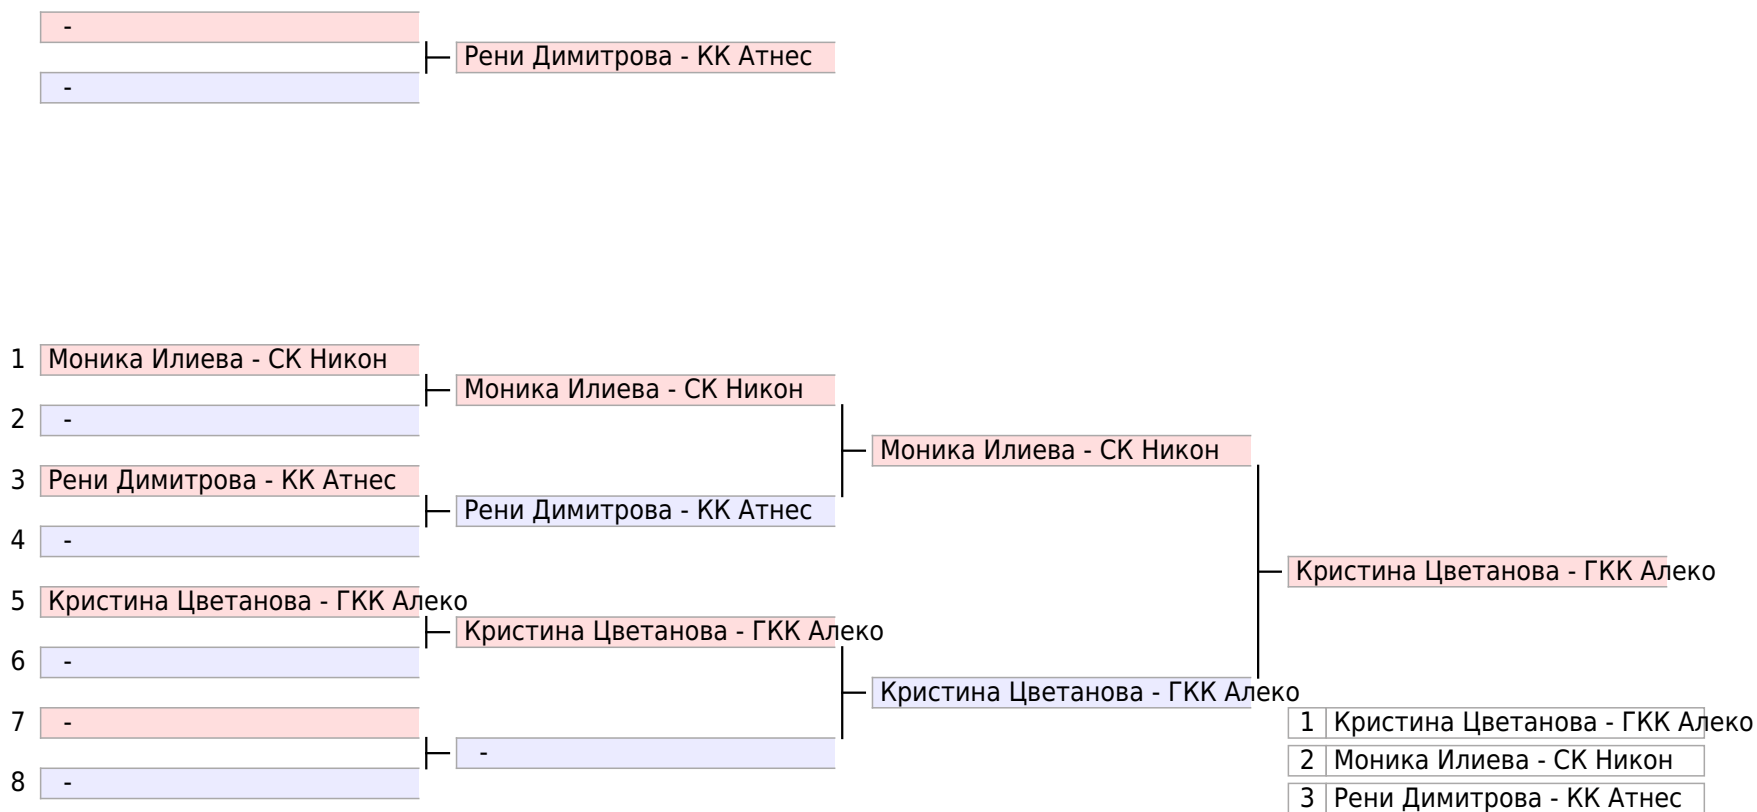 -
Рени Димитрова - КК Атнес
-
1 Моника Илиева - СК Никон
Моника Илиева - СК Никон
2 -
Моника Илиева - СК Никон
3 Рени Димитрова - КК Атнес
Рени Димитрова - КК Атнес
4 -
Кристина Цветанова - ГКК Алеко
5 Кристина Цветанова - ГКК Алеко
Кристина Цветанова - ГКК Алеко
6 -
Кристина Цветанова - ГКК Алеко
7 -
1 Кристина Цветанова - ГКК Алеко
-
2 Моника Илиева - СК Никон
8 -
3 Рени Димитрова - КК Атнес